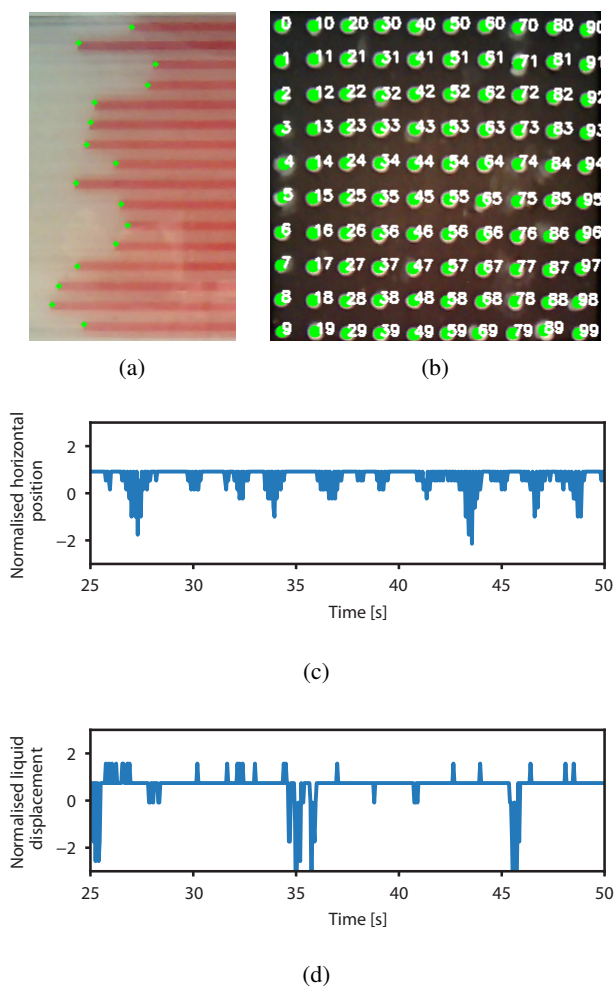 0 10 20 30 40 50 60 70 80 90
1 11 21 31 41 51 61 71 81 91
2 12 22 32 42 52 62 72 82 92
3 13 23 33 43 53 63 73 83 93
4 14 24 34 44 54 64 74 84 94
5 15 25 35 45 55 65 75 85 95
6 16 26 36 46 56 66 76 86 96
7 17 27 37 47 57 67 77 87 97
8 18 28 38 48 58 68 78 88 98
9 19 29 39 49 59 69 79 89 99
(a)
(b)
Normalised horizontal
position
2
0
−2
25 30 35 40 45 50
Time [s]
(c)
Normalised liquid
displacement
2
0
−2
25 30 35 40 45 50
Time [s]
(d)